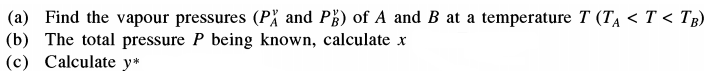 (a) Find the vapour pressures (P_A^v and P_B^v) of A and B at a temperature T (T_A < T < T_B)
(b) The total pressure P being known, calculate x
(c) Calculate y*